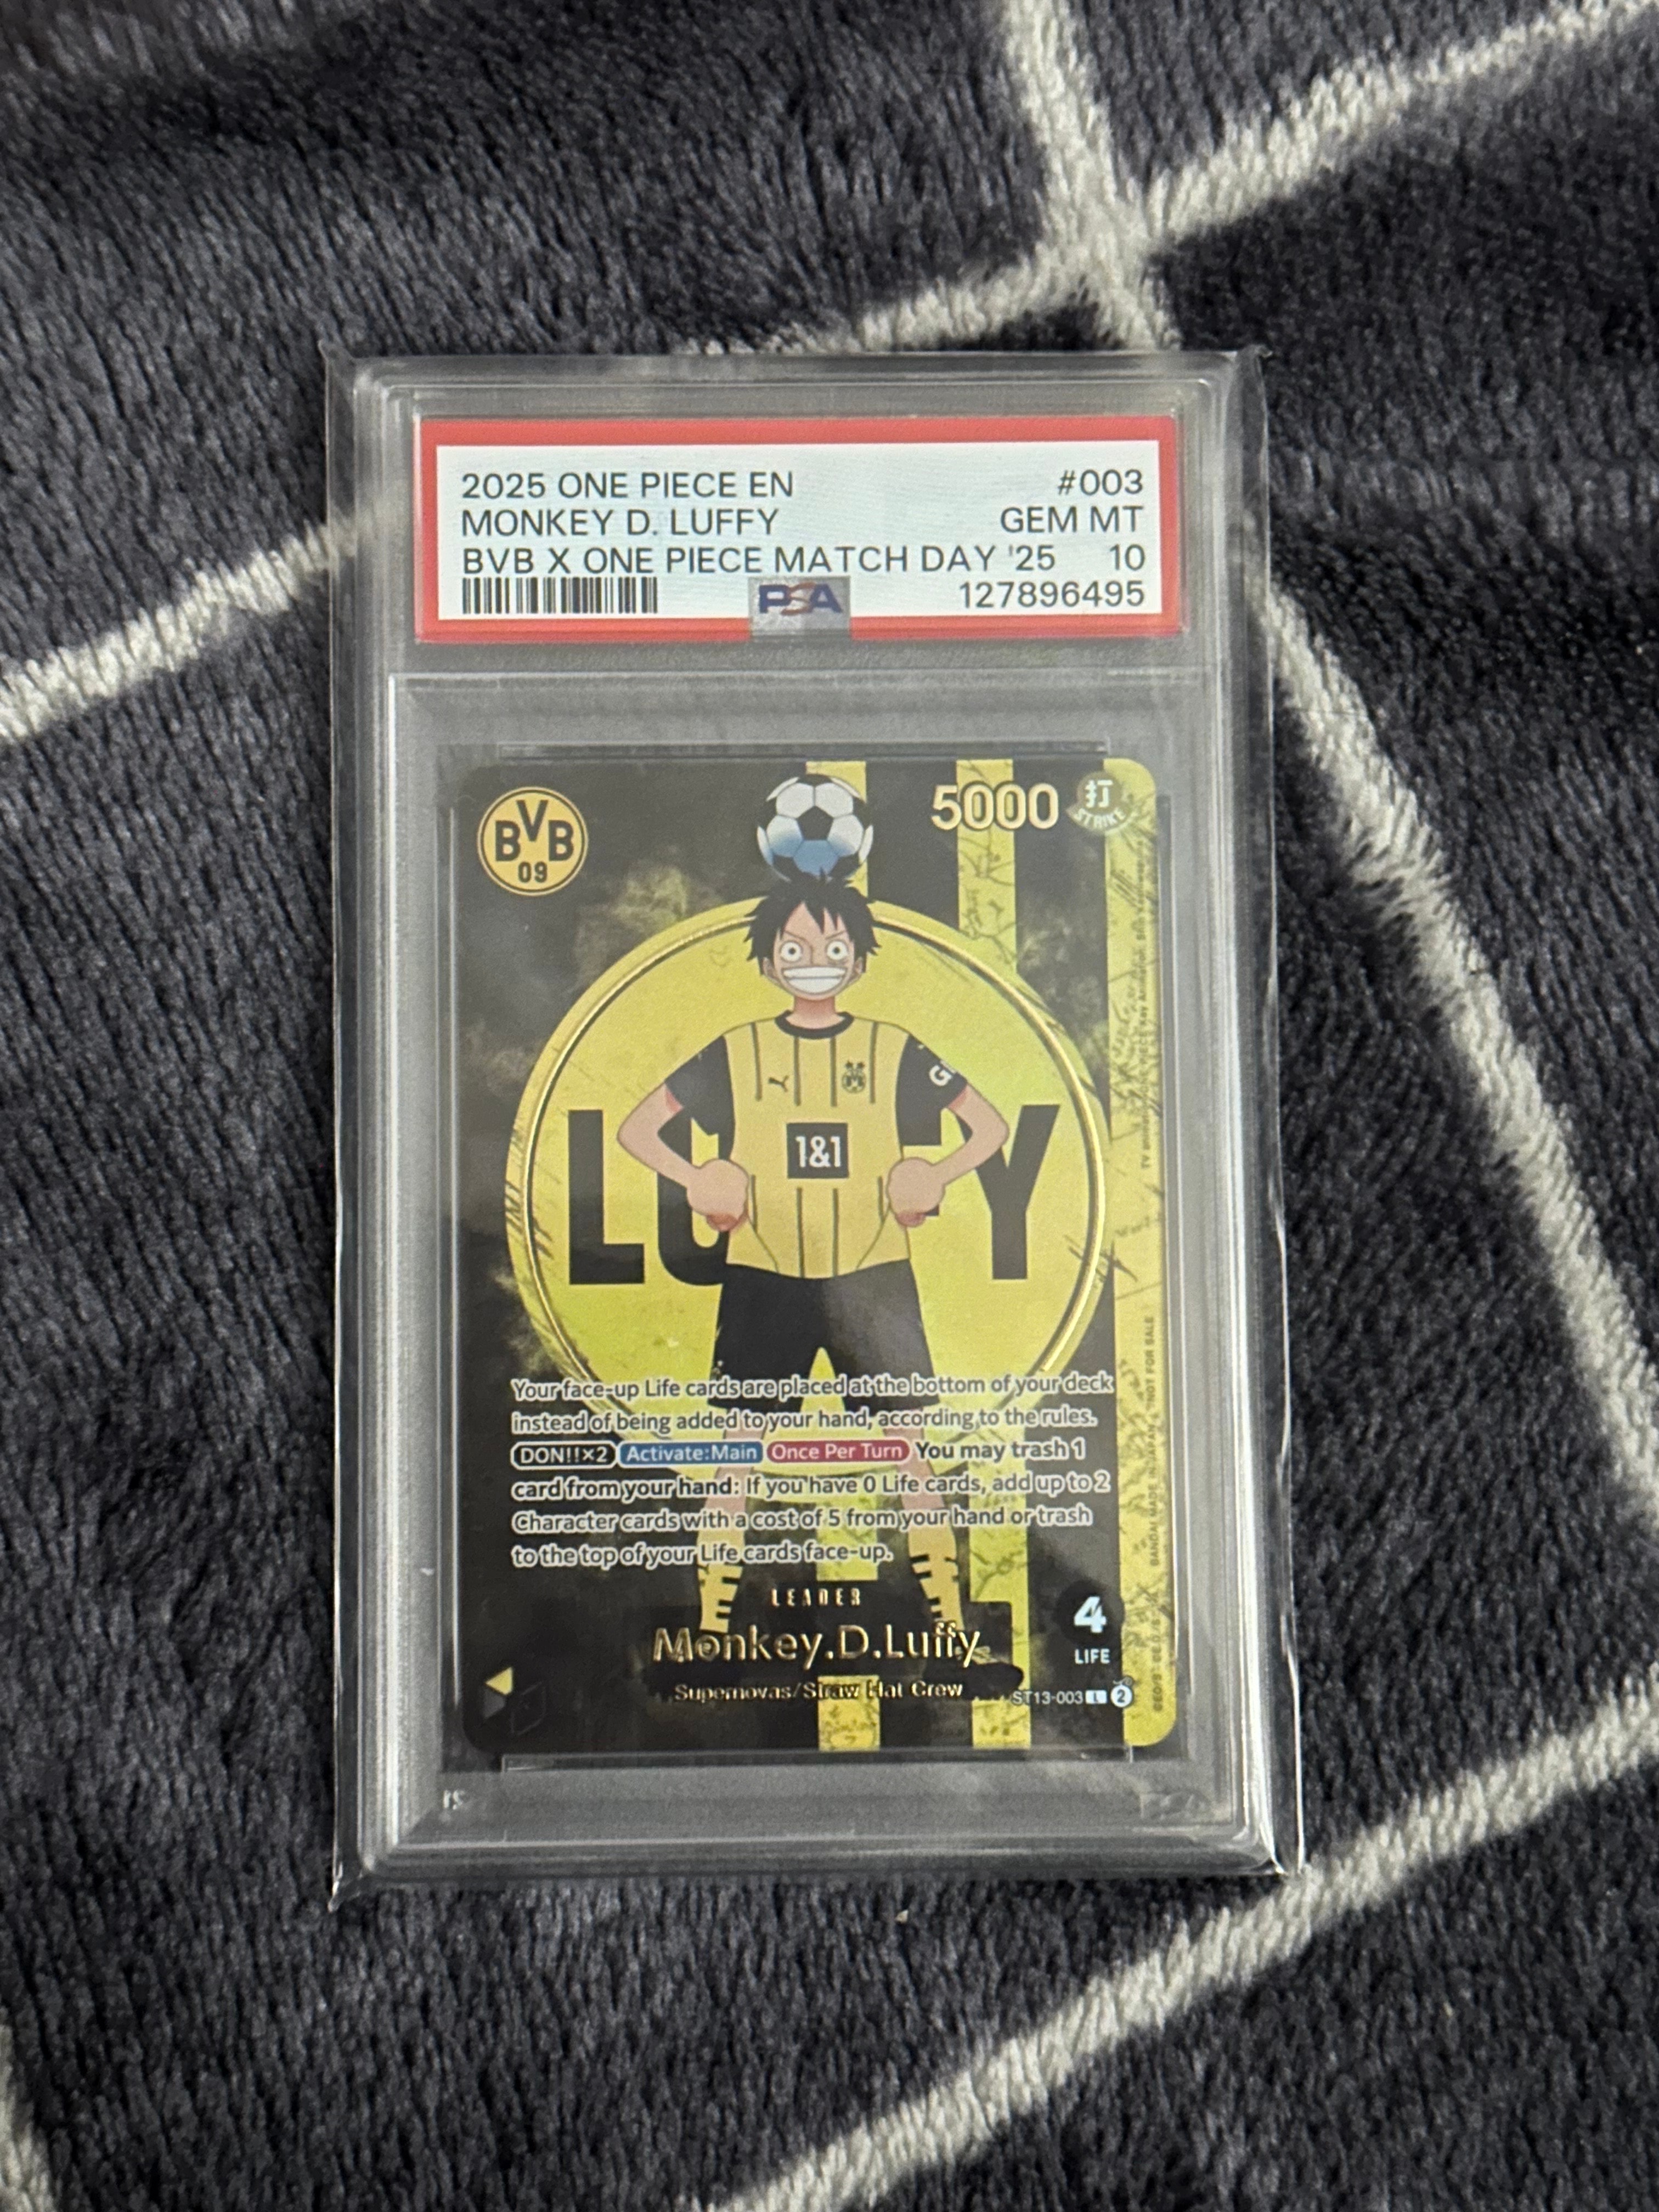 2025 ONE PIECE EN #003
MONKEY D. LUFFY GEM MT
BVB X ONE PIECE MATCH DAY '25 10
PSA 127896495
BVB
09
5000
打
STRIKE
1&1
Your face-up Life cards are placed at the bottom of your deck
instead of being added to your hand, according to the rules.
DON!!×2 Activate:Main Once Per Turn You may trash 1
card from your hand: If you have 0 Life cards, add up to 2
Character cards with a cost of 5 from your hand or trash
to the top of your Life cards face-up.
LEADER
Monkey.D.Luffy
4
LIFE
Supernovas/Straw Hat Crew
ST13-003 L 2
NOT FOR SALE